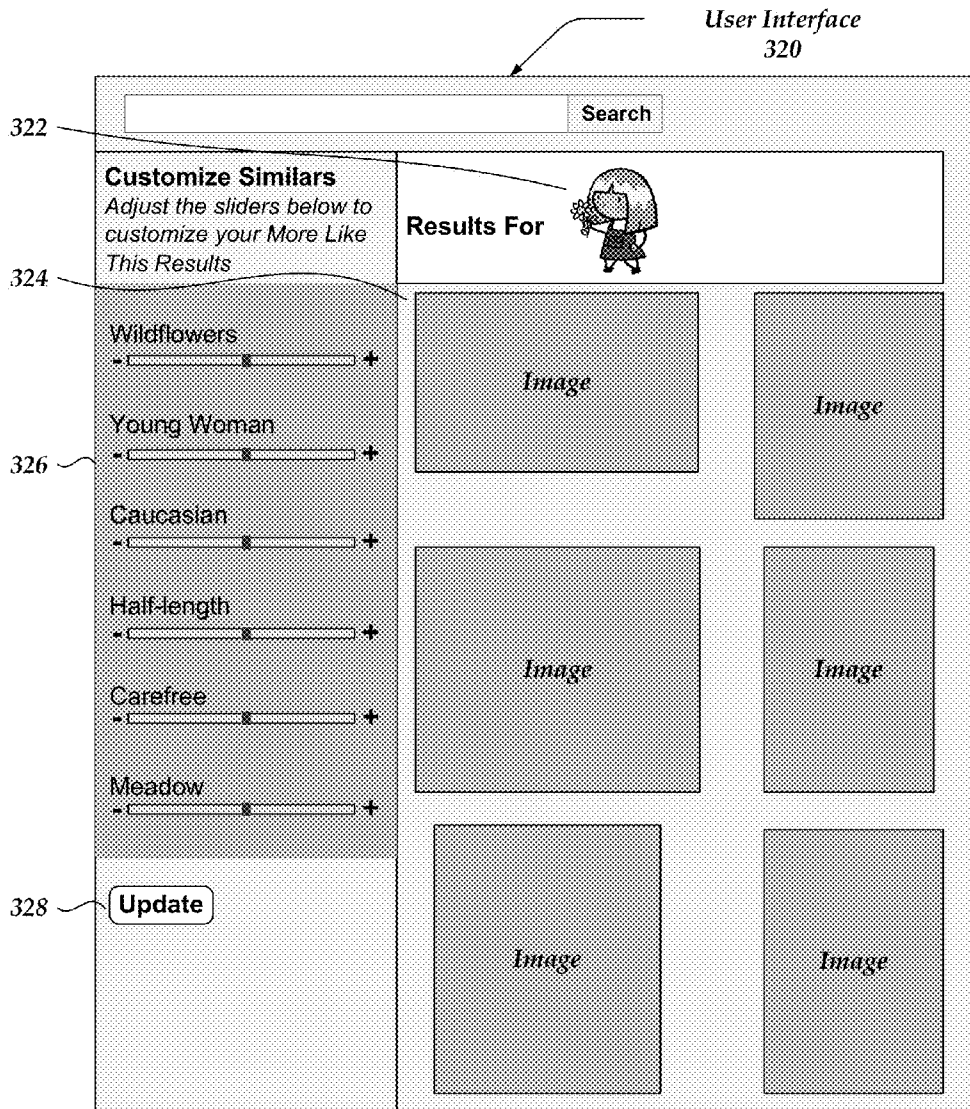 User Interface
320
Search
322
Customize Similars
Adjust the sliders below to
customize your More Like
This Results
Results For
324
Wildflowers
- +
Image
Image
Young Woman
- +
326
Caucasian
- +
Half-length
- +
Image
Image
Carefree
- +
Meadow
- +
328
Update
Image
Image